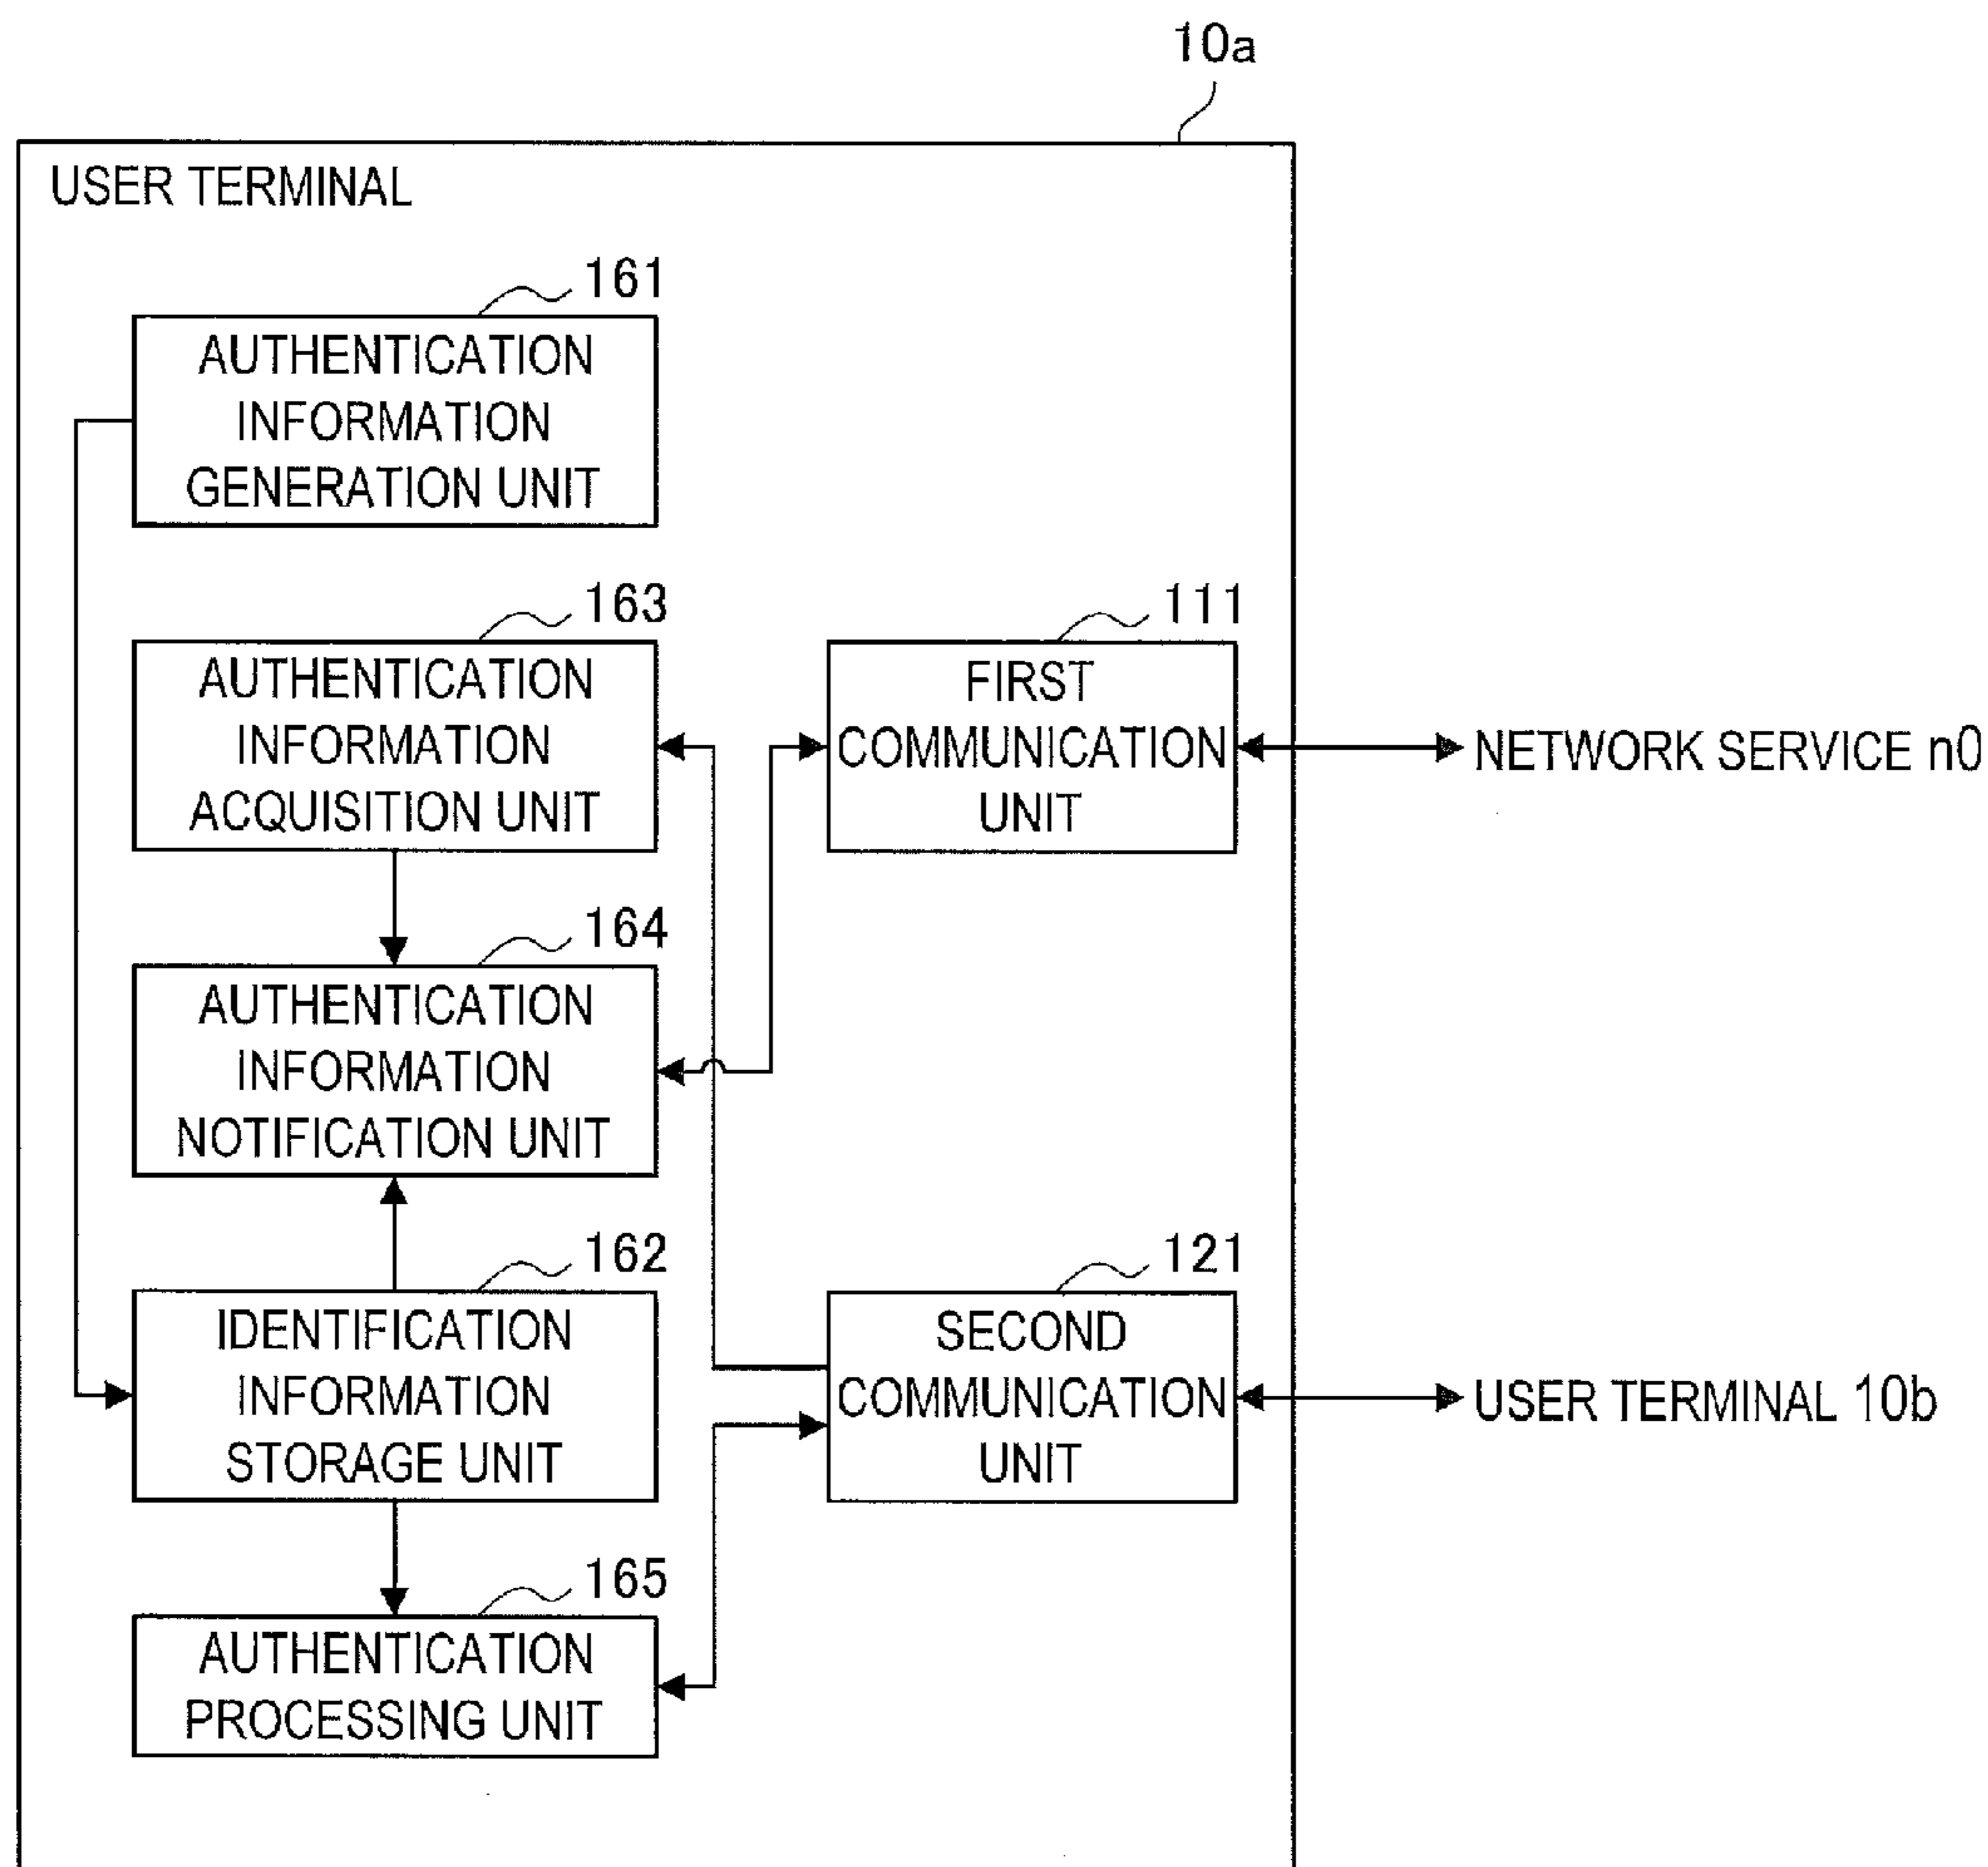 10a
USER TERMINAL
161
AUTHENTICATION
INFORMATION
GENERATION UNIT
163
AUTHENTICATION
INFORMATION
ACQUISITION UNIT
111
FIRST
COMMUNICATION
UNIT
NETWORK SERVICE n0
164
AUTHENTICATION
INFORMATION
NOTIFICATION UNIT
162
IDENTIFICATION
INFORMATION
STORAGE UNIT
121
SECOND
COMMUNICATION
UNIT
USER TERMINAL 10b
165
AUTHENTICATION
PROCESSING UNIT